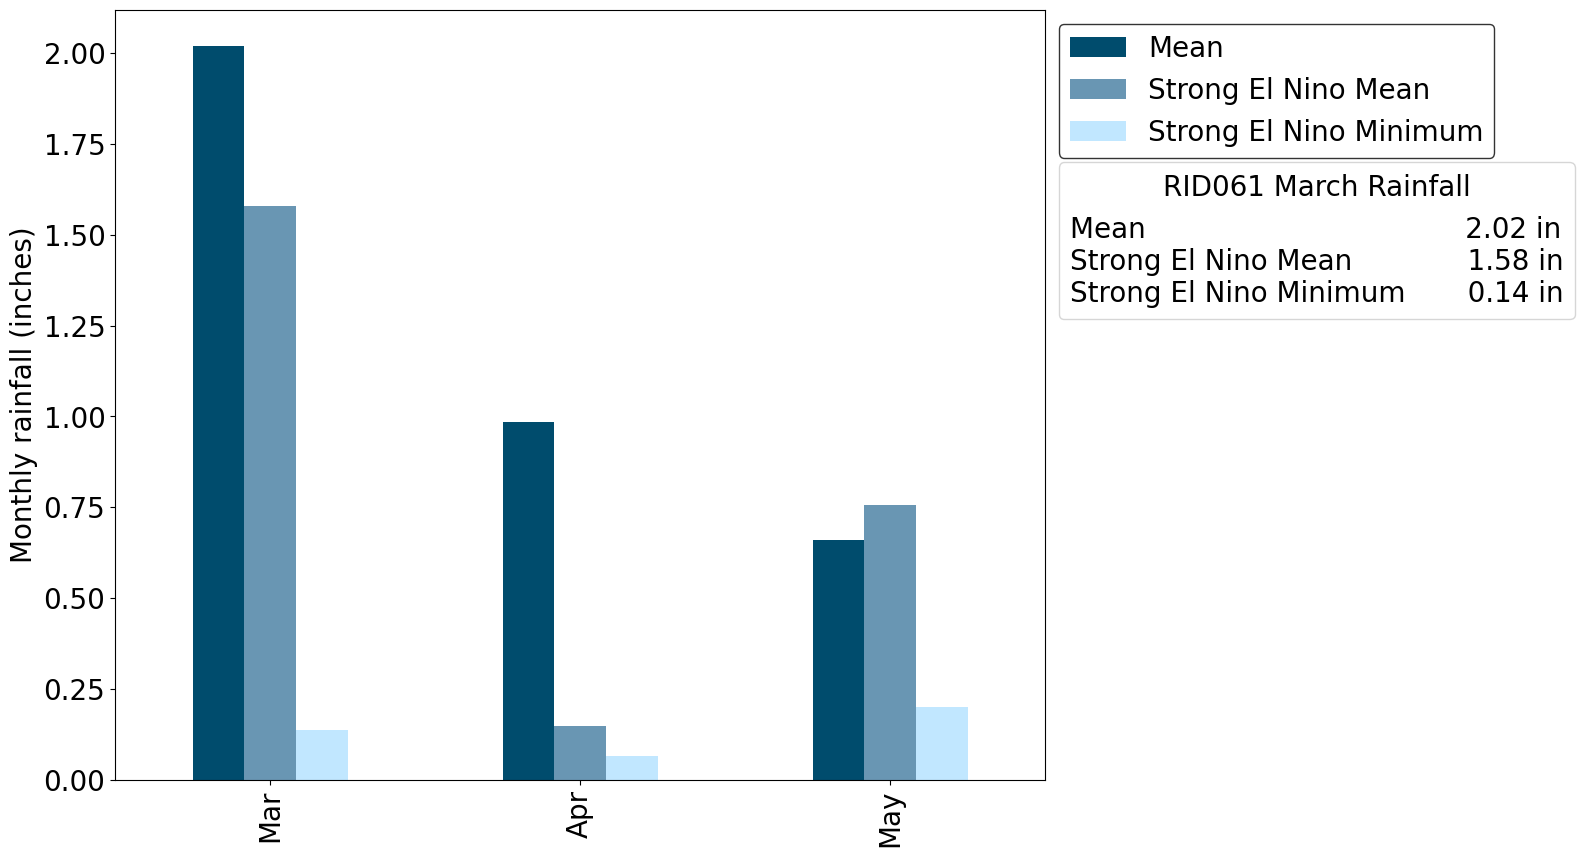 Monthly rainfall (inches)
2.00
1.75
1.50
1.25
1.00
0.75
0.50
0.25
0.00
Mar
Apr
May
Mean
Strong El Nino Mean
Strong El Nino Minimum
RID061 March Rainfall
Mean 2.02 in
Strong El Nino Mean 1.58 in
Strong El Nino Minimum 0.14 in